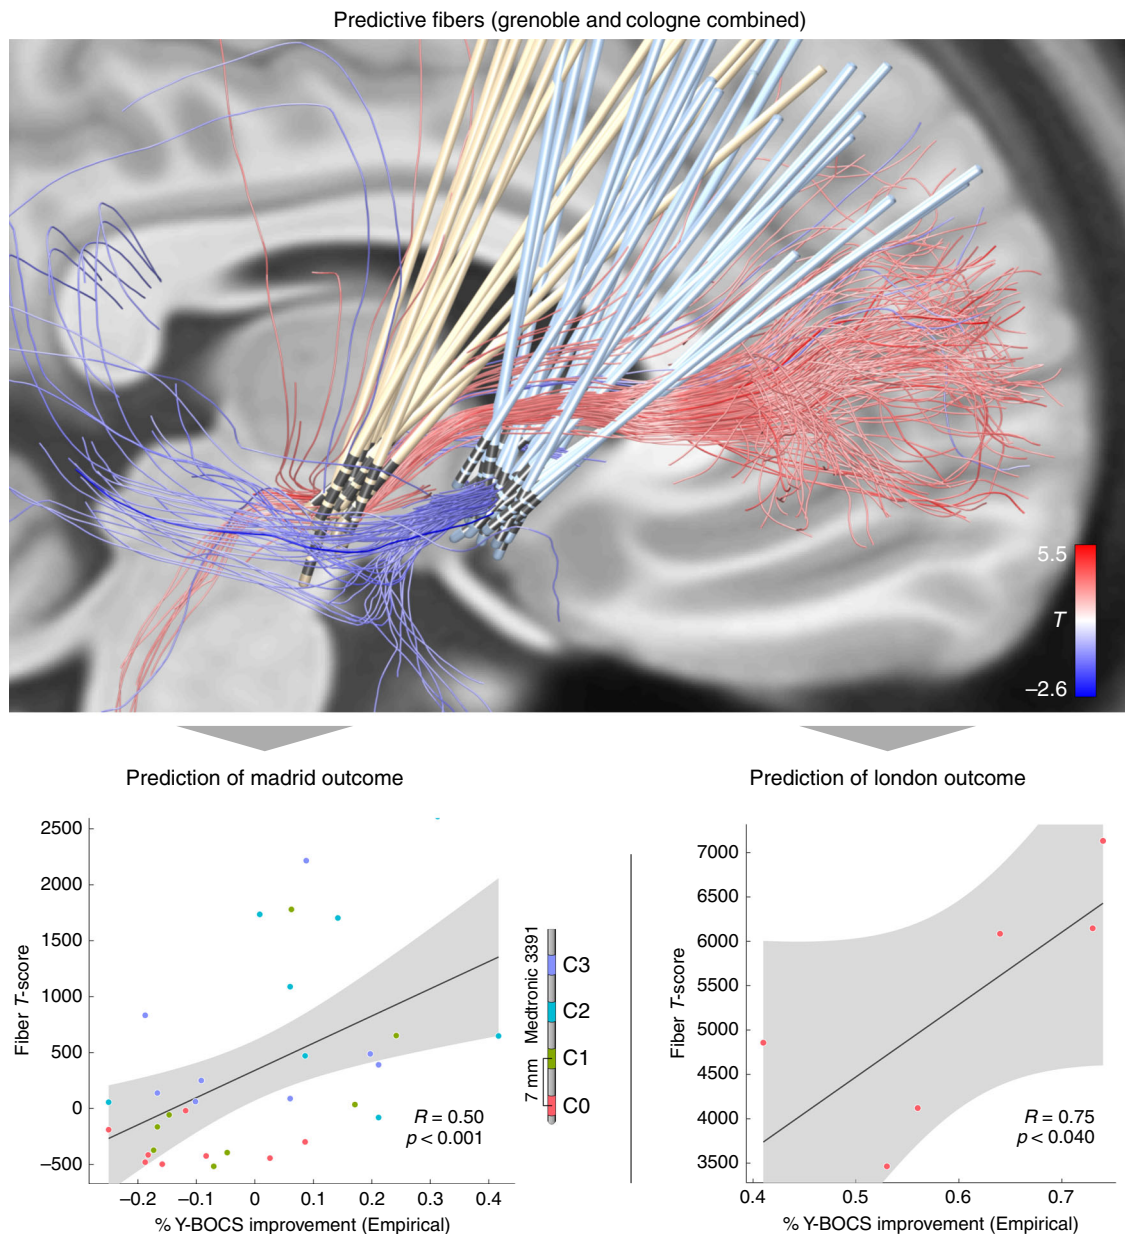 Predictive fibers (grenoble and cologne combined)
5.5
T
–2.6
Prediction of madrid outcome
Fiber T-score
2500
2000
1500
1000
500
0
–500
–0.2
–0.1
0
0.1
0.2
0.3
0.4
% Y-BOCS improvement (Empirical)
R = 0.50
p < 0.001
Medtronic 3391
7 mm
C3
C2
C1
C0
Prediction of london outcome
Fiber T-score
7000
6500
6000
5500
5000
4500
4000
3500
0.4
0.5
0.6
0.7
% Y-BOCS improvement (Empirical)
R = 0.75
p < 0.040